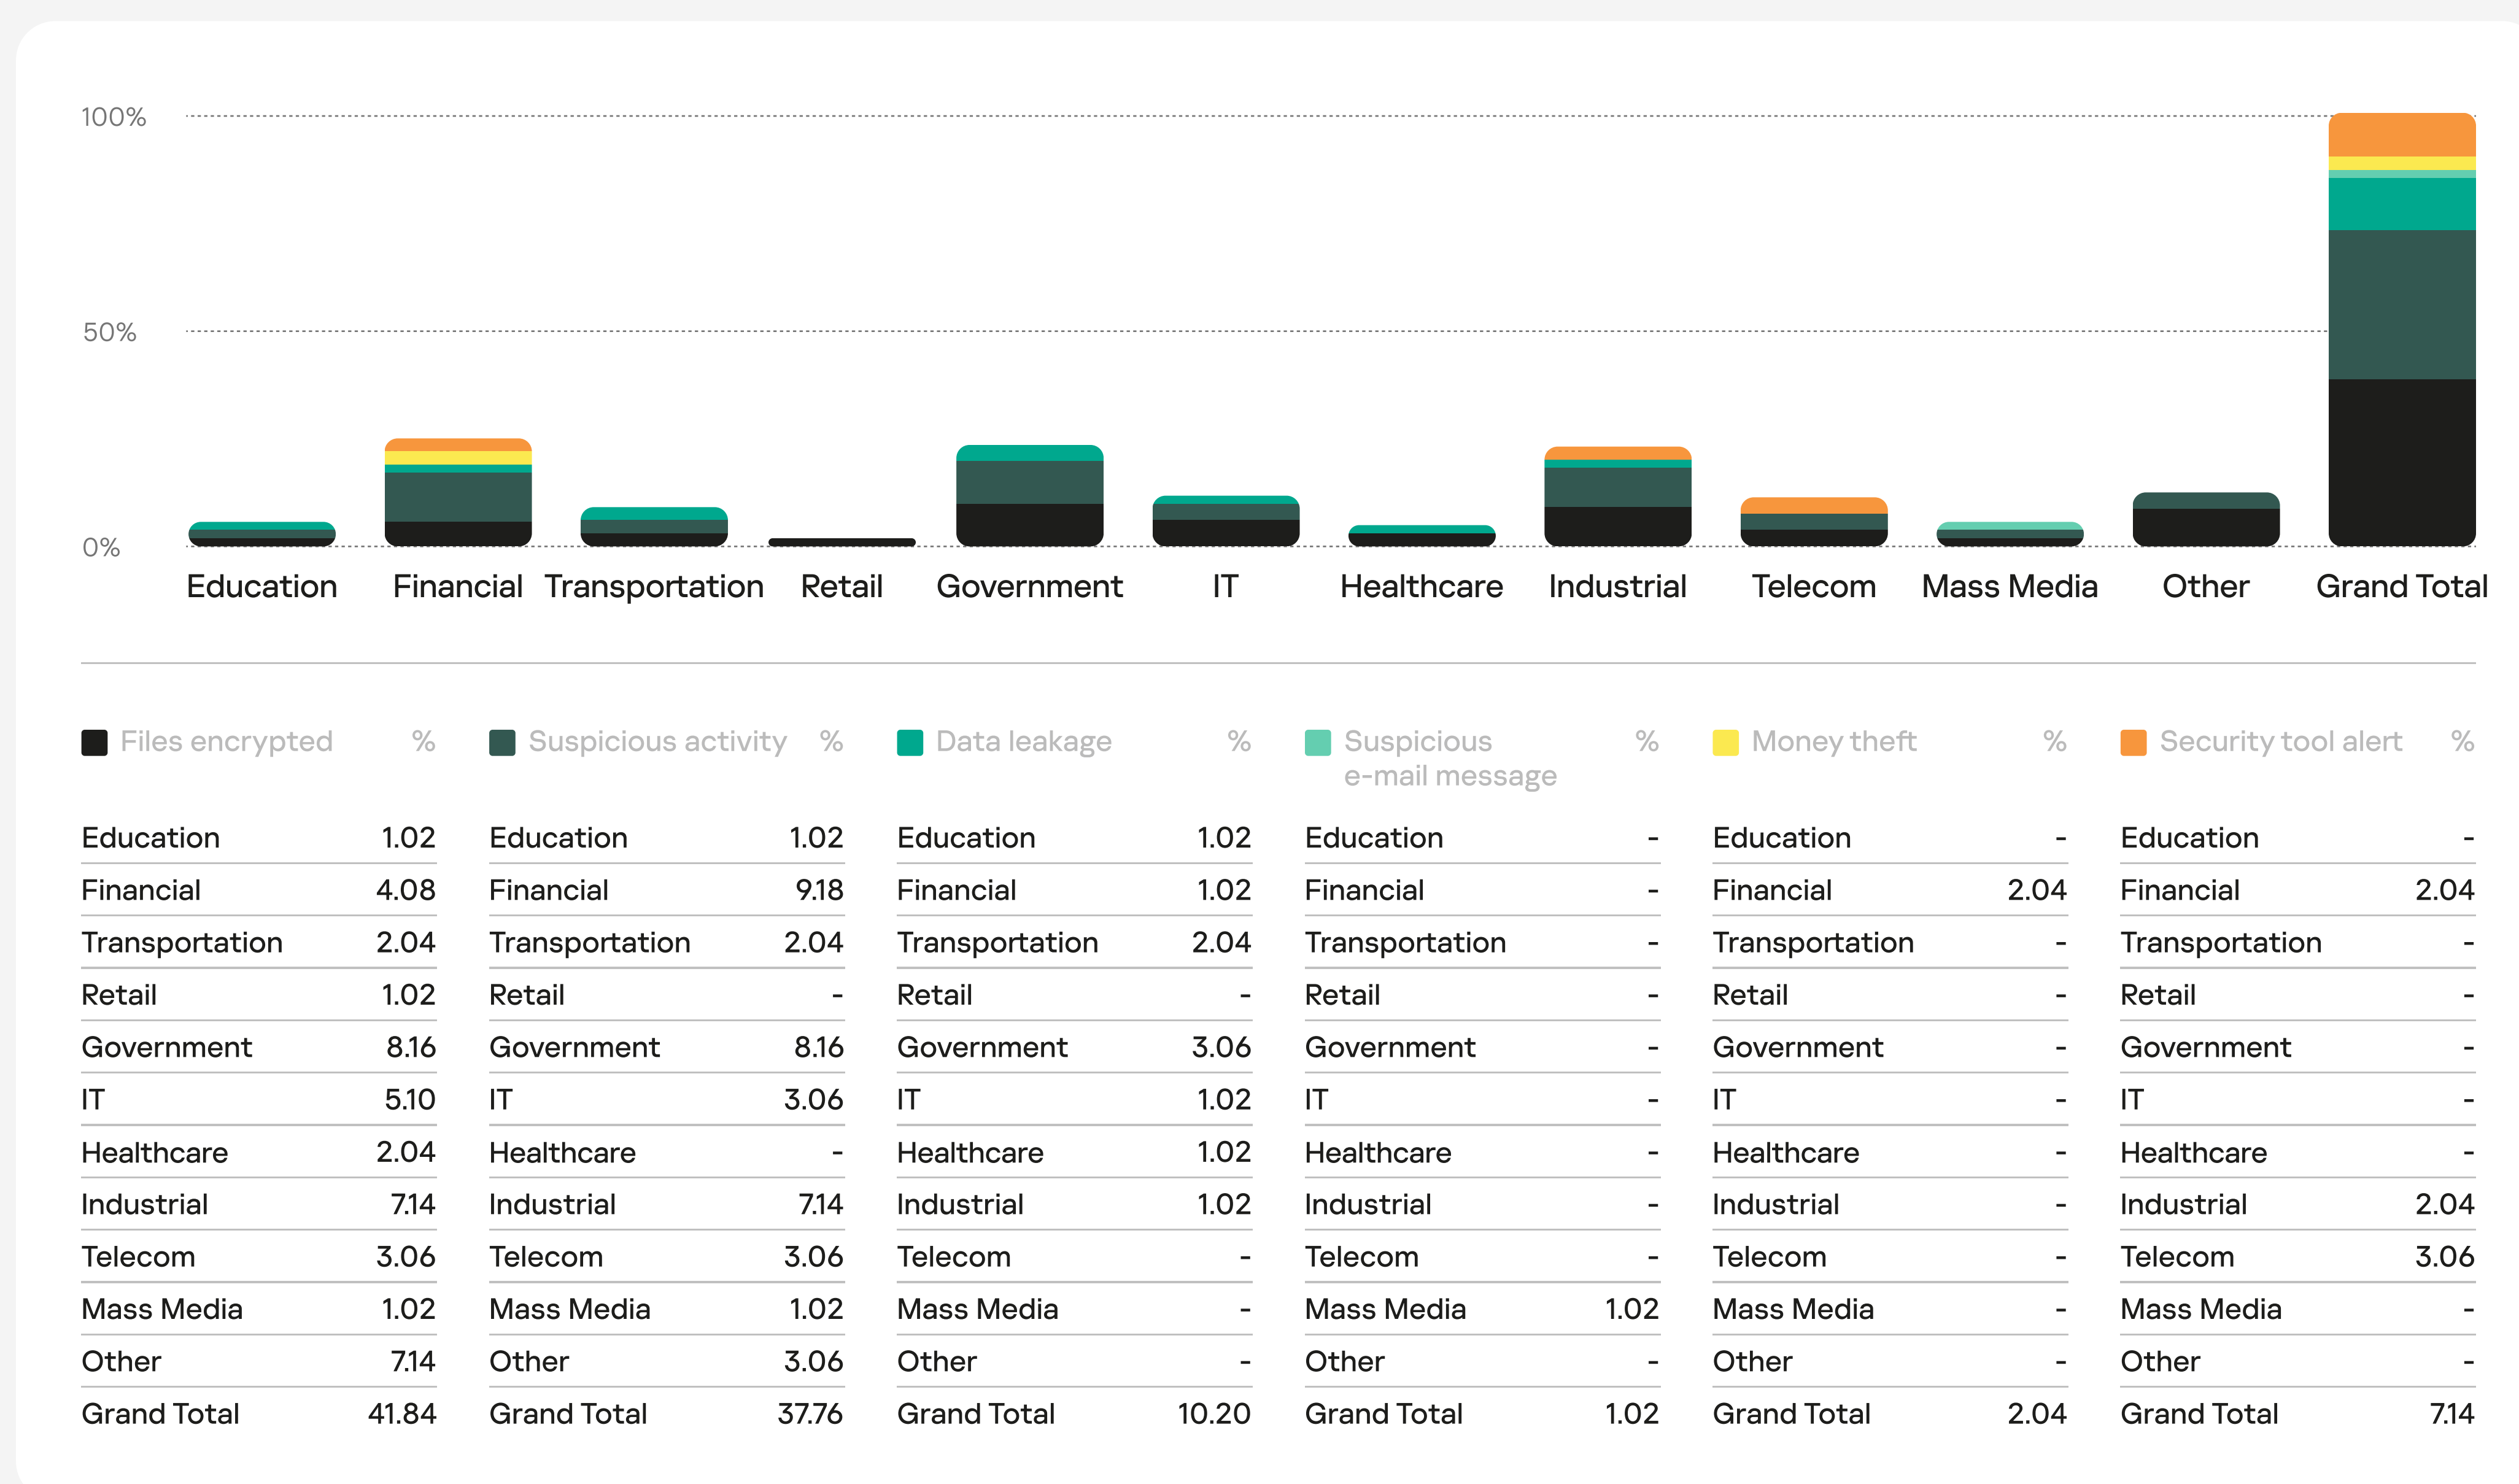 100%
50%
0%
Education Financial Transportation Retail Government IT Healthcare Industrial Telecom Mass Media Other Grand Total
Files encrypted %
Education 1.02
Financial 4.08
Transportation 2.04
Retail 1.02
Government 8.16
IT 5.10
Healthcare 2.04
Industrial 7.14
Telecom 3.06
Mass Media 1.02
Other 7.14
Grand Total 41.84
Suspicious activity %
Education 1.02
Financial 9.18
Transportation 2.04
Retail -
Government 8.16
IT 3.06
Healthcare -
Industrial 7.14
Telecom 3.06
Mass Media 1.02
Other 3.06
Grand Total 37.76
Data leakage %
Education 1.02
Financial 1.02
Transportation 2.04
Retail -
Government 3.06
IT 1.02
Healthcare 1.02
Industrial 1.02
Telecom -
Mass Media -
Other -
Grand Total 10.20
Suspicious %
e-mail message
Education -
Financial -
Transportation -
Retail -
Government -
IT -
Healthcare -
Industrial -
Telecom -
Mass Media 1.02
Other -
Grand Total 1.02
Money theft %
Education -
Financial 2.04
Transportation -
Retail -
Government -
IT -
Healthcare -
Industrial -
Telecom -
Mass Media -
Other -
Grand Total 2.04
Security tool alert %
Education -
Financial 2.04
Transportation -
Retail -
Government -
IT -
Healthcare -
Industrial 2.04
Telecom 3.06
Mass Media -
Other -
Grand Total 7.14